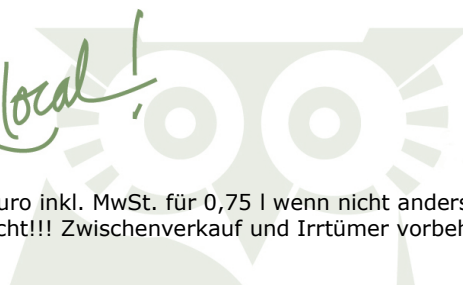 local!
uro inkl. MwSt. für 0,75 l wenn nicht anders
cht!!! Zwischenverkauf und Irrtümer vorbeh